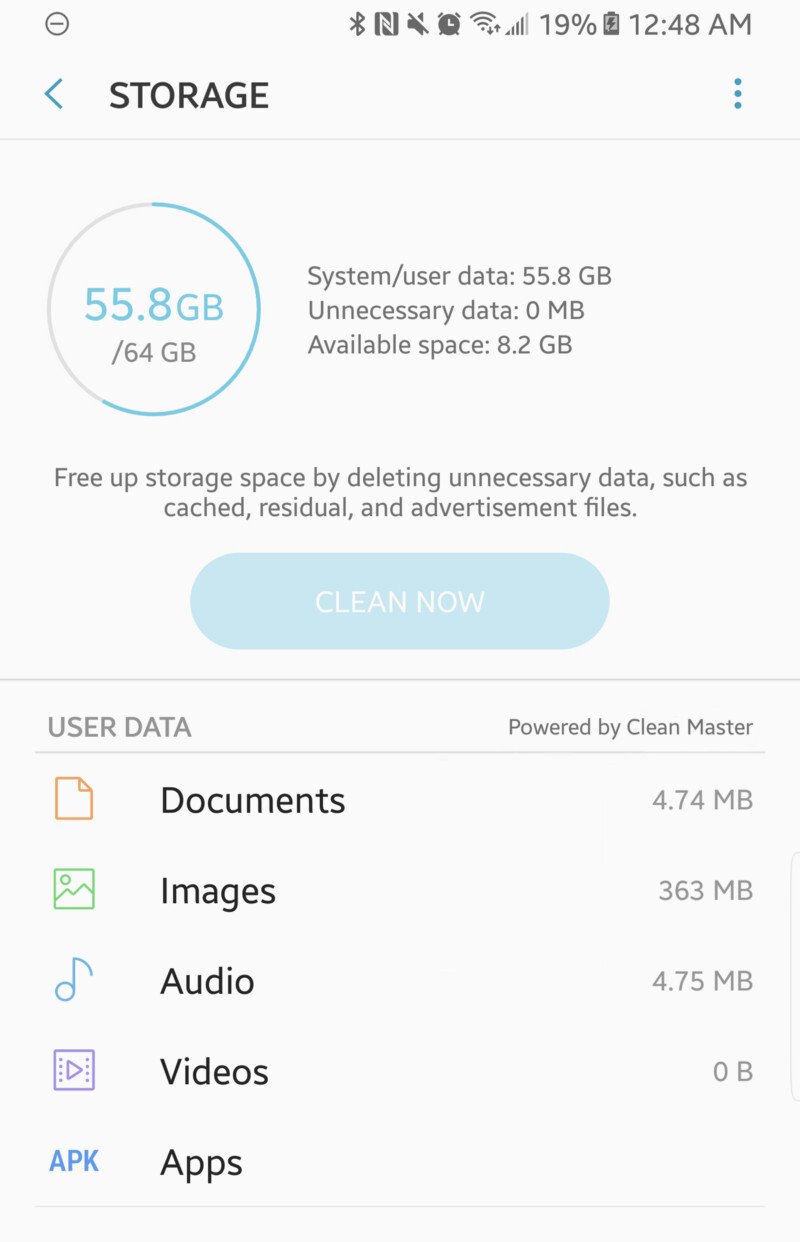 19% 12:48 AM
STORAGE
55.8GB
/64 GB
System/user data: 55.8 GB
Unnecessary data: 0 MB
Available space: 8.2 GB
Free up storage space by deleting unnecessary data, such as
cached, residual, and advertisement files.
CLEAN NOW
USER DATA Powered by Clean Master
Documents 4.74 MB
Images 363 MB
Audio 4.75 MB
Videos 0 B
APK Apps